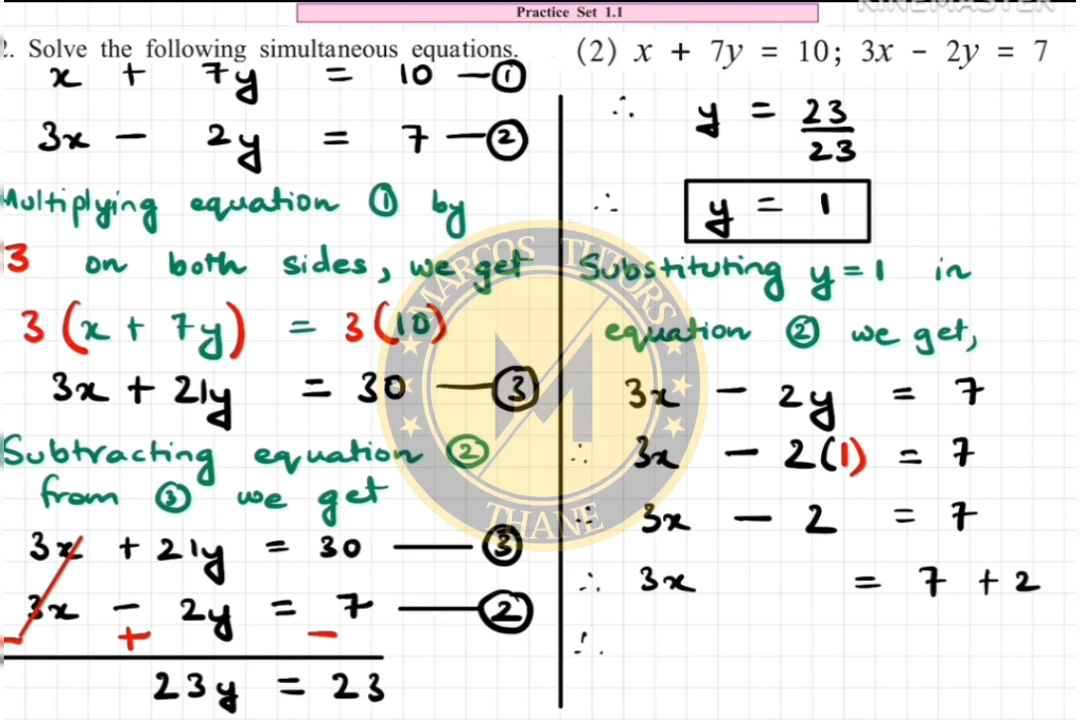 Practice Set 1.1
KINEMASTER
2. Solve the following simultaneous equations.
(2) x + 7y = 10; 3x - 2y = 7
x + 7y = 10 —①
3x - 2y = 7 —②
Multiplying equation ① by
3 on both sides, we get
3(x + 7y) = 3(10)
3x + 21y = 30 —③
Subtracting equation ②
from ③ we get
3x + 21y = 30 —③
3x - 2y = 7 —②
- + -
23y = 23
∴ y = 23/23
∴ y = 1
Substituting y=1 in
equation ② we get,
3x - 2y = 7
∴ 3x - 2(1) = 7
∴ 3x - 2 = 7
∴ 3x = 7 + 2
∴
MARCOS TUTORS
THANE